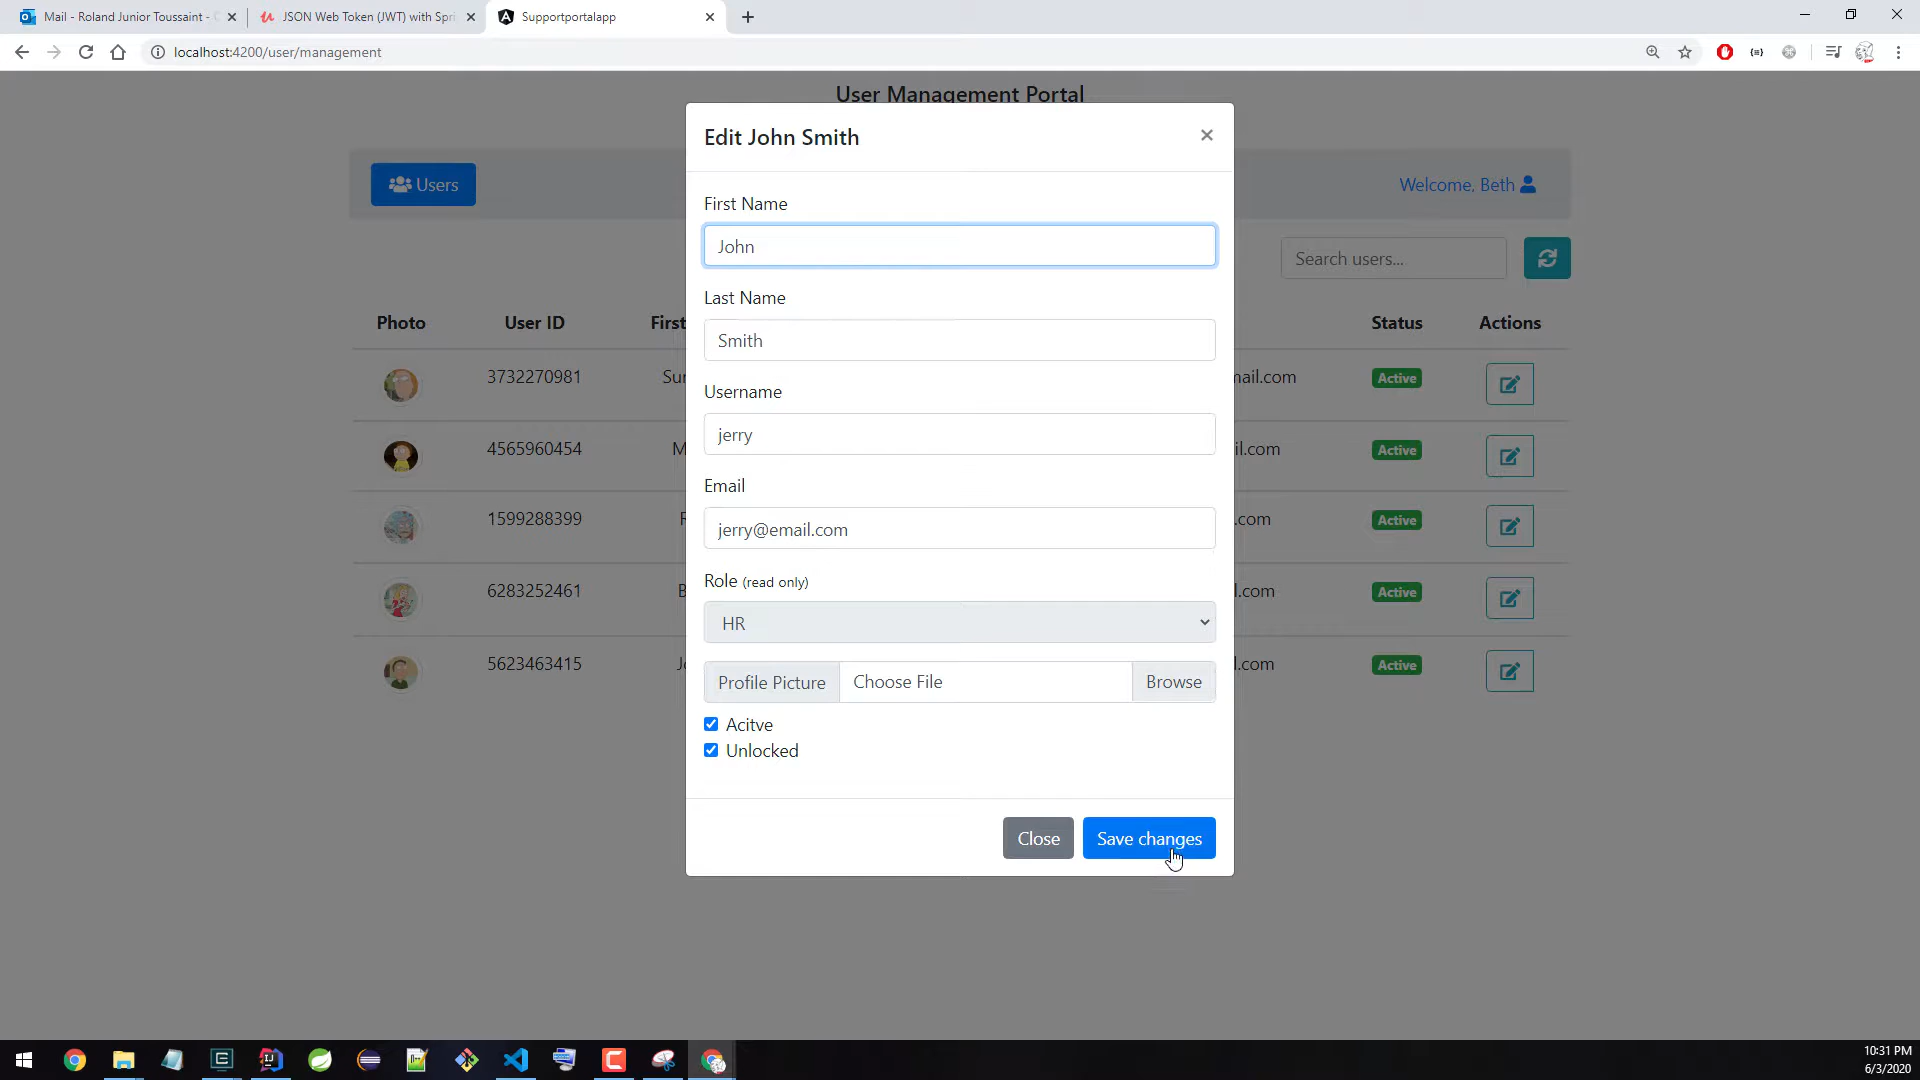 Mail - Roland Junior Toussaint -
JSON Web Token (JWT) with Spri
Supportportalapp
localhost:4200/user/management
User Management Portal
Edit John Smith
Users
Welcome, Beth
First Name
John
Search users...
Last Name
Smith
Photo
User ID
First
Status
Actions
3732270981
Sur
mail.com
Active
Username
jerry
4565960454
M
il.com
Active
Email
jerry@email.com
1599288399
R
.com
Active
Role (read only)
HR
6283252461
B
l.com
Active
5623463415
Jo
l.com
Active
Profile Picture
Choose File
Browse
Acitve
Unlocked
Close
Save changes
10:31 PM
6/3/2020